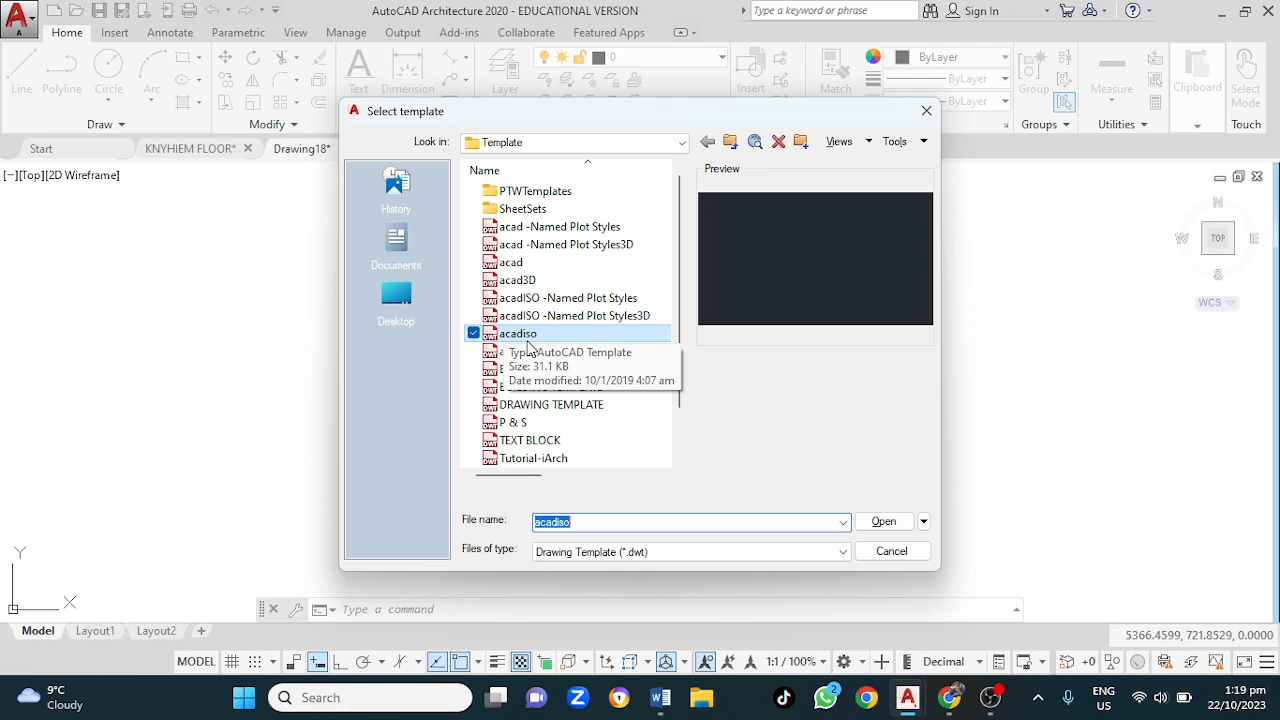 AutoCAD Architecture 2020 - EDUCATIONAL VERSION
Type a keyword or phrase
Sign In
Home Insert Annotate Parametric View Manage Output Add-ins Collaborate Featured Apps
Line Polyline Circle Arc
Text Dimension
Layer
0
Insert
Match
ByLayer
ByLayer
ByLayer
Group
Measure
Clipboard
Select
Mode
Draw
Modify
Groups
Utilities
Touch
Start
KNYHIEM FLOOR*
Drawing18*
[−][Top][2D Wireframe]
Select template
Look in:
Template
Views
Tools
History
Documents
Desktop
Name
PTWTemplates
SheetSets
acad -Named Plot Styles
acad -Named Plot Styles3D
acad
acad3D
acadISO -Named Plot Styles
acadISO -Named Plot Styles3D
acadiso
Type: AutoCAD Template
Size: 31.1 KB
Date modified: 10/1/2019 4:07 am
DRAWING TEMPLATE
P & S
TEXT BLOCK
Tutorial-iArch
Preview
File name:
acadiso
Open
Files of type:
Drawing Template (*.dwt)
Cancel
N
W
TOP
E
S
WCS
Y
X
Type a command
Model
Layout1
Layout2
+
5366.4599, 721.8529, 0.0000
MODEL
1:1 / 100%
Decimal
9°C
Cloudy
Search
2
ENG
US
22/10/2023